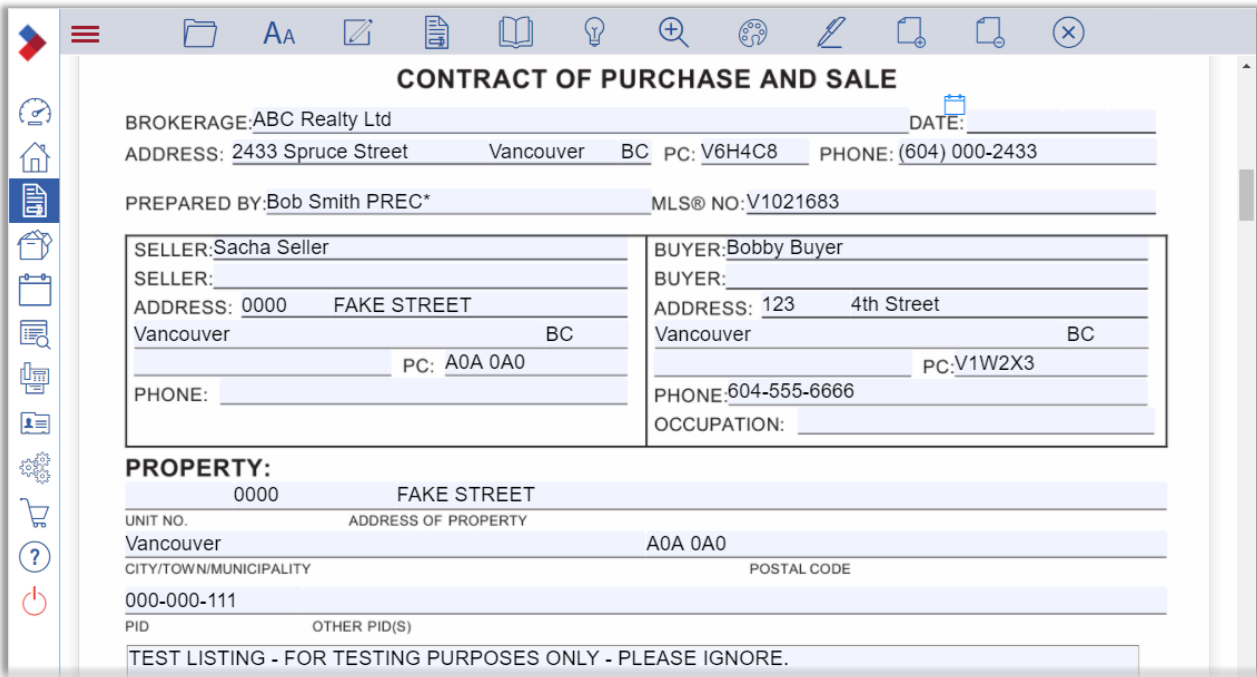 AA
CONTRACT OF PURCHASE AND SALE
BROKERAGE: ABC Realty Ltd DATE:
ADDRESS: 2433 Spruce Street Vancouver BC PC: V6H4C8 PHONE: (604) 000-2433
PREPARED BY: Bob Smith PREC* MLS® NO: V1021683
SELLER: Sacha Seller
SELLER:
ADDRESS: 0000 FAKE STREET
Vancouver BC
PC: A0A 0A0
PHONE:
BUYER: Bobby Buyer
BUYER:
ADDRESS: 123 4th Street
Vancouver BC
PC: V1W2X3
PHONE: 604-555-6666
OCCUPATION:
PROPERTY:
0000 FAKE STREET
UNIT NO. ADDRESS OF PROPERTY
Vancouver A0A 0A0
CITY/TOWN/MUNICIPALITY POSTAL CODE
000-000-111
PID OTHER PID(S)
TEST LISTING - FOR TESTING PURPOSES ONLY - PLEASE IGNORE.